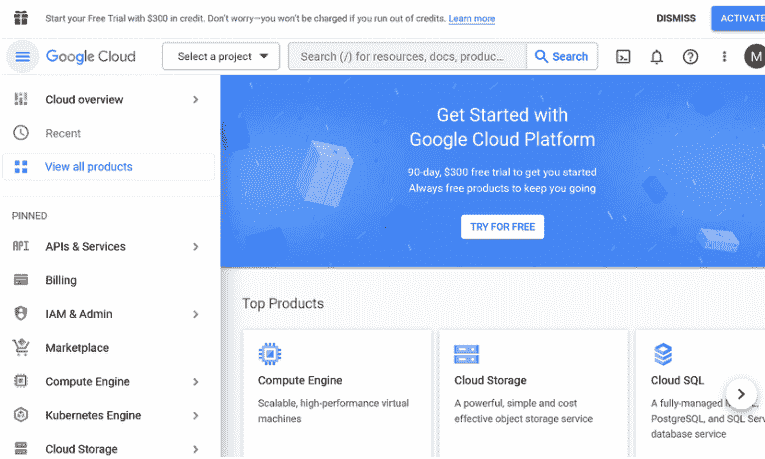 Start your Free Trial with $300 in credit. Don't worry—you won't be charged if you run out of credits. Learn more
DISMISS
ACTIVATE
Google Cloud
Select a project
Search (/) for resources, docs, produc...
Search
M
Cloud overview
Recent
View all products
PINNED
API
APIs & Services
Billing
IAM & Admin
Marketplace
Compute Engine
Kubernetes Engine
Cloud Storage
Get Started with
Google Cloud Platform
90-day, $300 free trial to get you started
Always free products to keep you going
TRY FOR FREE
Top Products
Compute Engine
Scalable, high-performance virtual
machines
Cloud Storage
A powerful, simple and cost
effective object storage service
Cloud SQL
A fully-managed
PostgreSQL, and SQL
database service